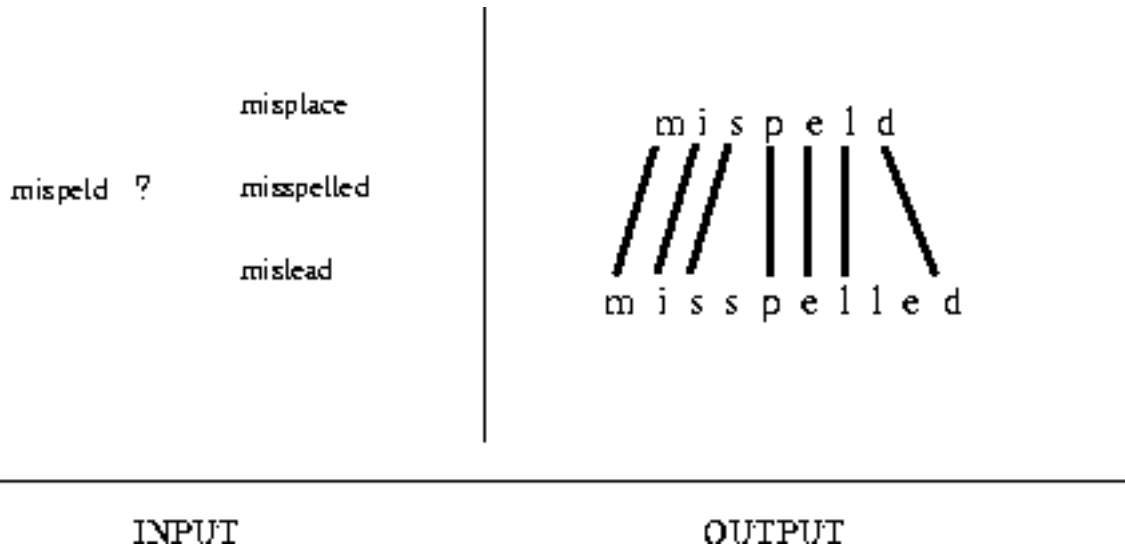 misplace
mispeld ? misspelled
mislead
m i s p e l d
m i s s p e l l e d
INPUT
OUTPUT